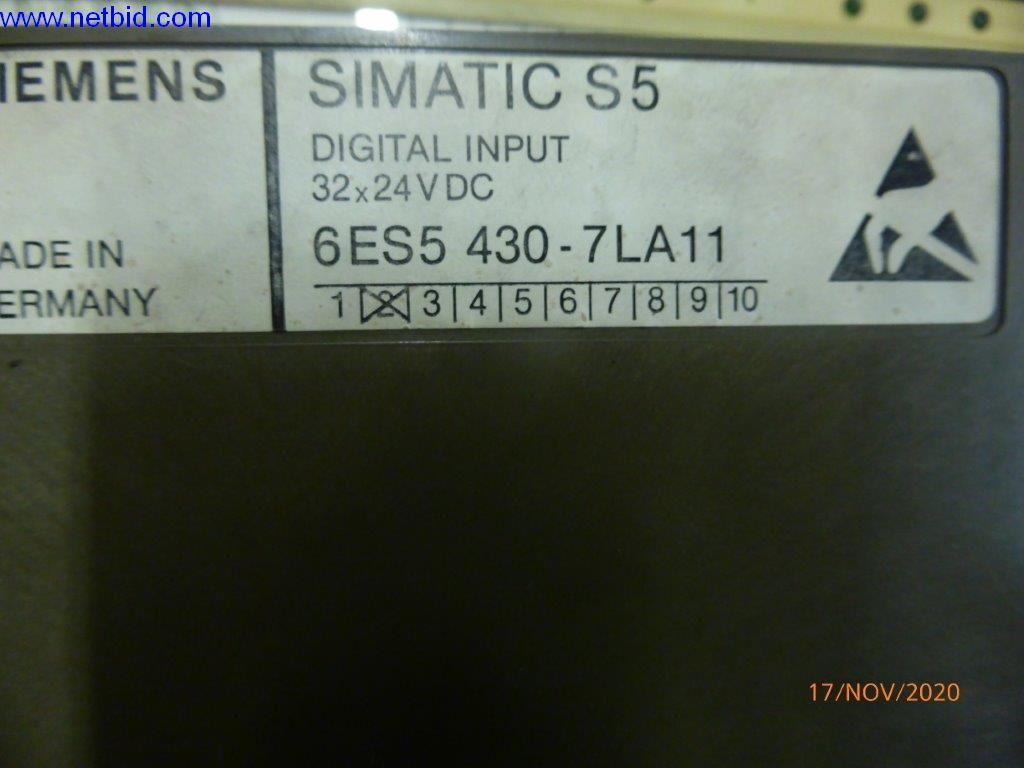 www.netbid.com
IEMENS
ADE IN
ERMANY
SIMATIC S5
DIGITAL INPUT
32x24VDC
6ES5 430-7LA11
1|2|3|4|5|6|7|8|9|10
17/NOV/2020